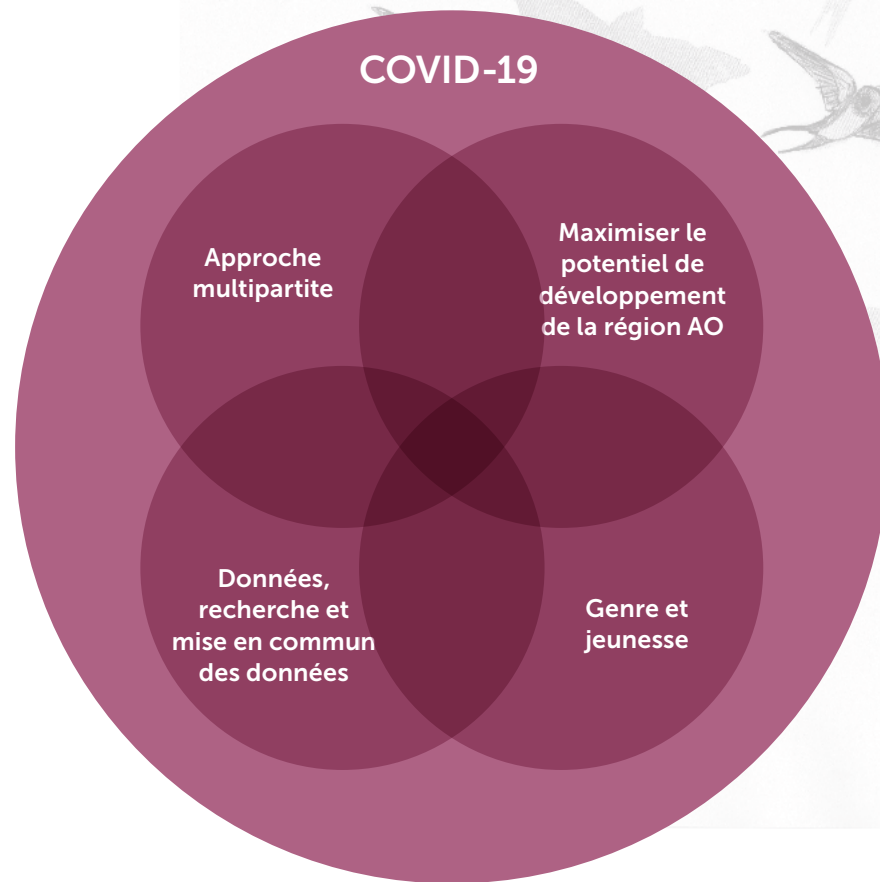 COVID-19
Approche
multipartite
Maximiser le
potentiel de
développement
de la région AO
Données,
recherche et
mise en commun
des données
Genre et
jeunesse